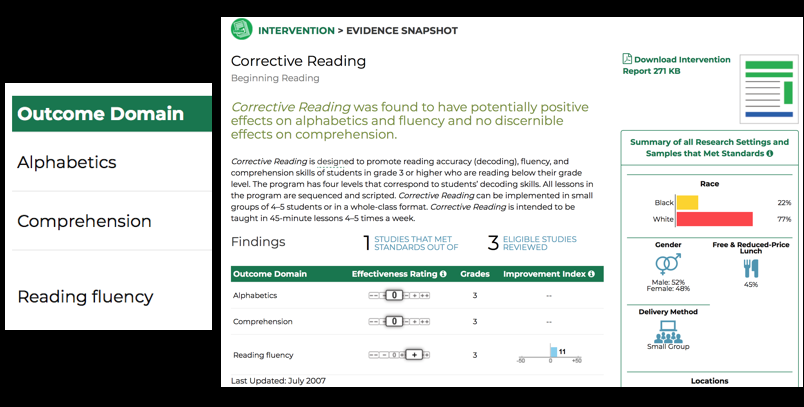 Outcome Domain
Alphabetics
Comprehension
Reading fluency
INTERVENTION > EVIDENCE SNAPSHOT
Corrective Reading
Beginning Reading
Corrective Reading was found to have potentially positive
effects on alphabetics and fluency and no discernible
effects on comprehension.
Corrective Reading is designed to promote reading accuracy (decoding), fluency, and
comprehension skills of students in grade 3 or higher who are reading below their grade
level. The program has four levels that correspond to students' decoding skills. All lessons in
the program are sequenced and scripted. Corrective Reading can be implemented in small
groups of 4–5 students or in a whole-class format. Corrective Reading is intended to be
taught in 45-minute lessons 4–5 times a week.
Findings
1 STUDIES THAT MET
STANDARDS OUT OF
3 ELIGIBLE STUDIES
REVIEWED
Outcome Domain Effectiveness Rating Grades Improvement Index
Alphabetics -- - 0 - + ++ 3 --
Comprehension -- - 0 - + ++ 3 --
Reading fluency -- - 0 + + ++ 3 11
-50 0 +50
Last Updated: July 2007
Download Intervention
Report 271 KB
Summary of all Research Settings and
Samples that Met Standards
Race
Black 22%
White 77%
Gender
Male: 52%
Female: 48%
Free & Reduced-Price
Lunch
45%
Delivery Method
Small Group
Locations